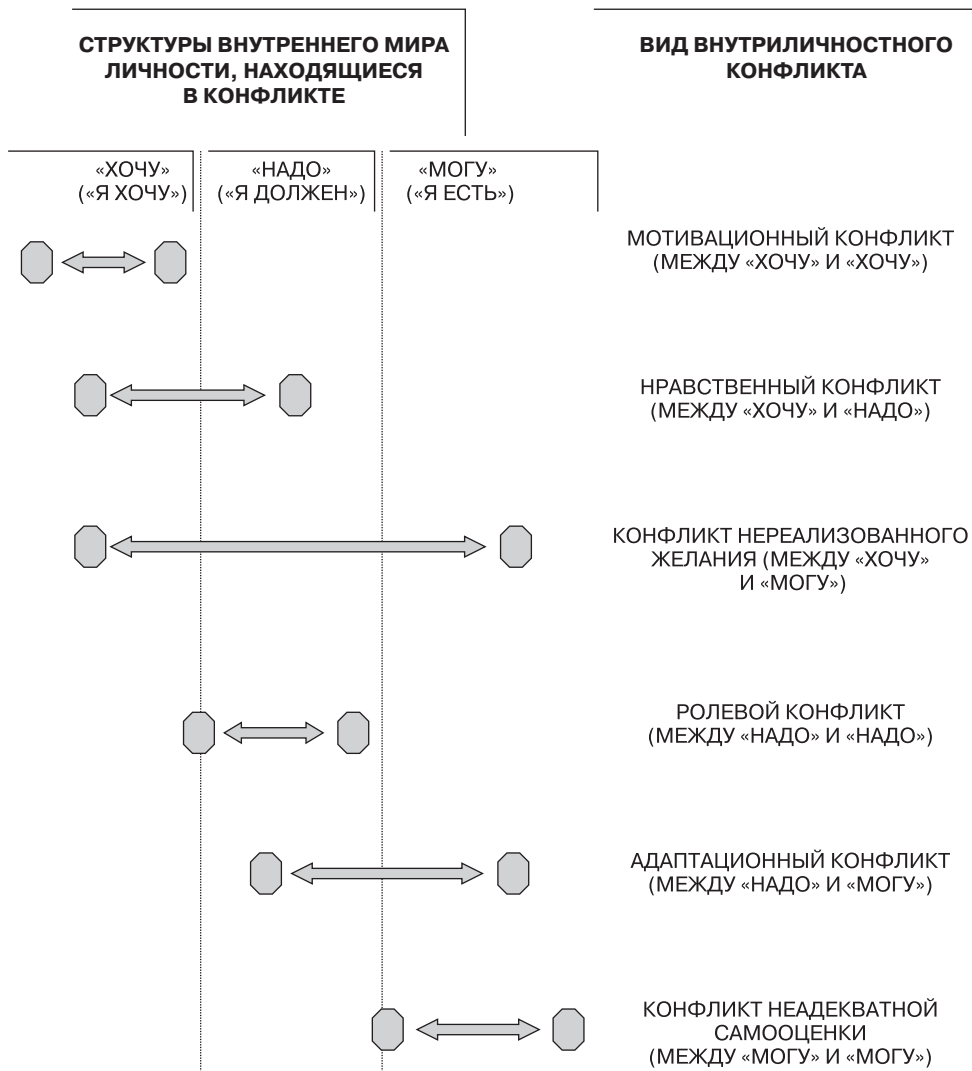 СТРУКТУРЫ ВНУТРЕННЕГО МИРА
ЛИЧНОСТИ, НАХОДЯЩИЕСЯ
В КОНФЛИКТЕ
ВИД ВНУТРИЛИЧНОСТНОГО
КОНФЛИКТА
«ХОЧУ»
(«Я ХОЧУ»)
«НАДО»
(«Я ДОЛЖЕН»)
«МОГУ»
(«Я ЕСТЬ»)
МОТИВАЦИОННЫЙ КОНФЛИКТ
(МЕЖДУ «ХОЧУ» И «ХОЧУ»)
НРАВСТВЕННЫЙ КОНФЛИКТ
(МЕЖДУ «ХОЧУ» И «НАДО»)
КОНФЛИКТ НЕРЕАЛИЗОВАННОГО
ЖЕЛАНИЯ (МЕЖДУ «ХОЧУ»
И «МОГУ»)
РОЛЕВОЙ КОНФЛИКТ
(МЕЖДУ «НАДО» И «НАДО»)
АДАПТАЦИОННЫЙ КОНФЛИКТ
(МЕЖДУ «НАДО» И «МОГУ»)
КОНФЛИКТ НЕАДЕКВАТНОЙ
САМООЦЕНКИ
(МЕЖДУ «МОГУ» И «МОГУ»)